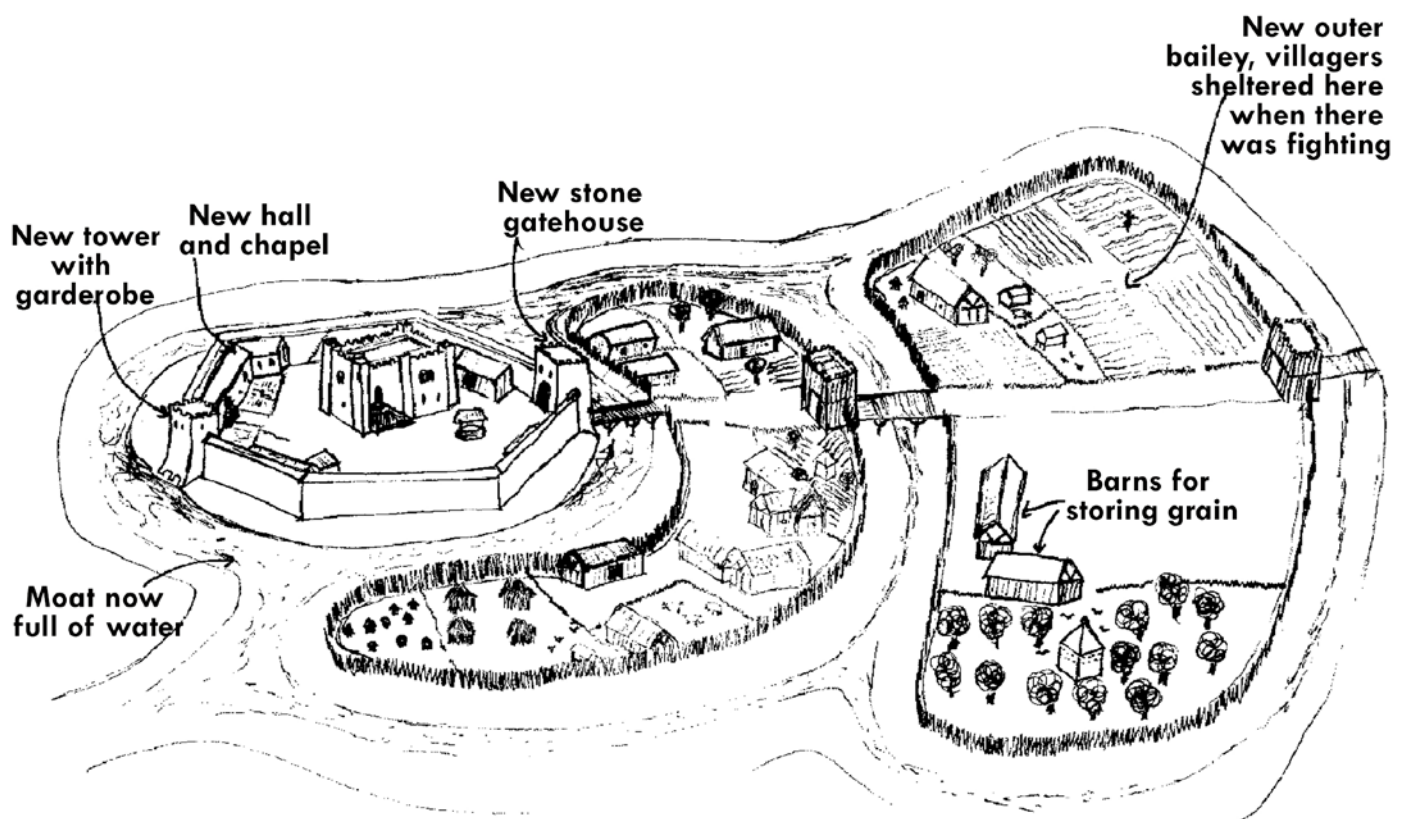 New outer
bailey, villagers
sheltered here
when there
was fighting
New stone
gatehouse
New hall
and chapel
New tower
with
garderobe
Barns for
storing grain
Moat now
full of water